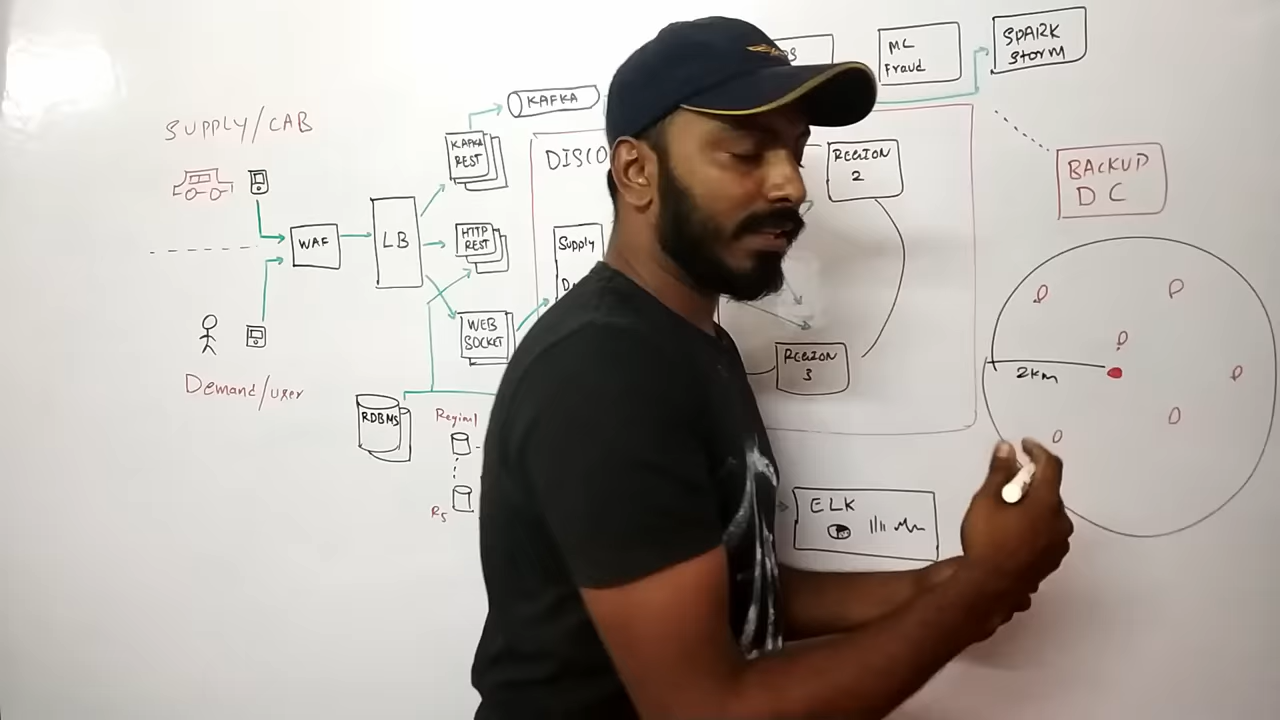 SUPPLY/CAB
WAF
LB
Demand/user
KAFKA
KAFKA
REST
HTTP
REST
WEB
SOCKET
RDBMS
R5
DISCO
Supply
REGION
2
REGION
3
ML
Fraud
SPARK
Storm
BACKUP
DC
2km
ELK